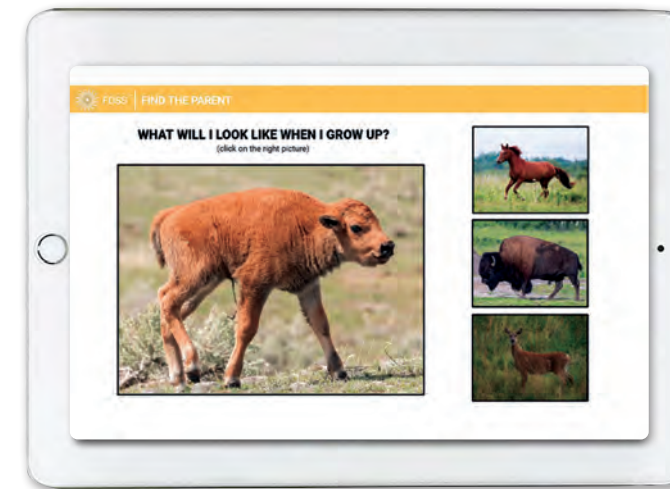 FOSS | FIND THE PARENT
WHAT WILL I LOOK LIKE WHEN I GROW UP?
(click on the right picture)